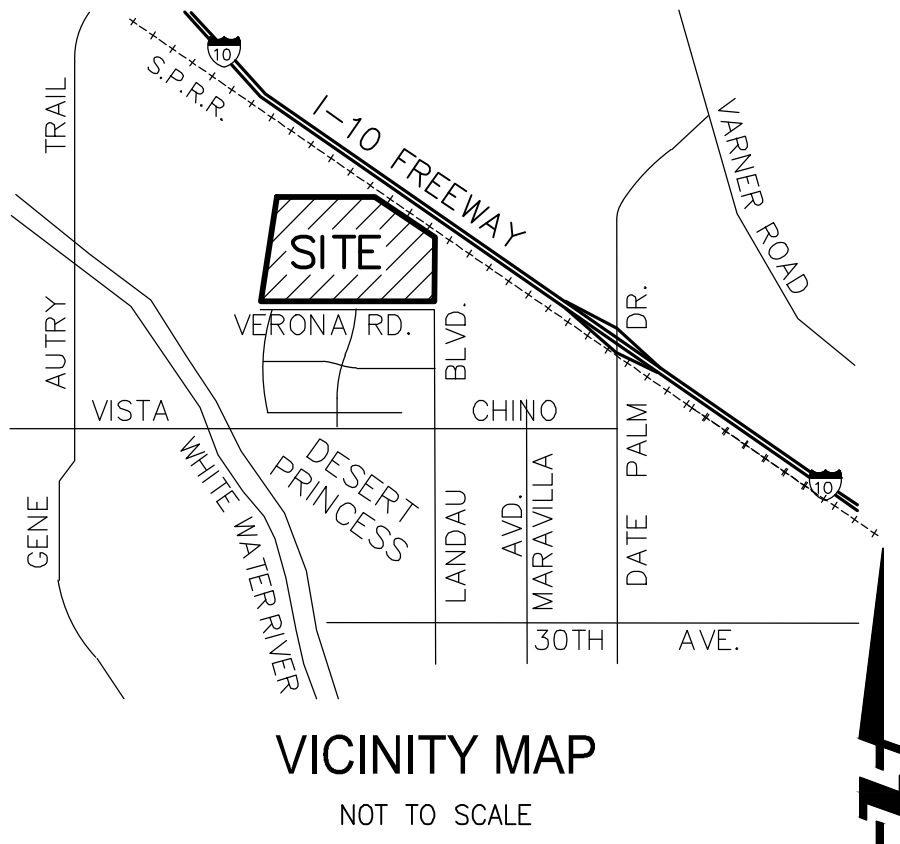 10
S.P.R.R.
I-10 FREEWAY
VARNER ROAD
GENE AUTRY TRAIL
SITE
VERONA RD.
LANDAU BLVD.
DATE PALM DR.
VISTA CHINO
10
DESERT
PRINCESS
WHITE WATER RIVER
AVD.
MARAVILLA
30TH AVE.
VICINITY MAP
NOT TO SCALE
N